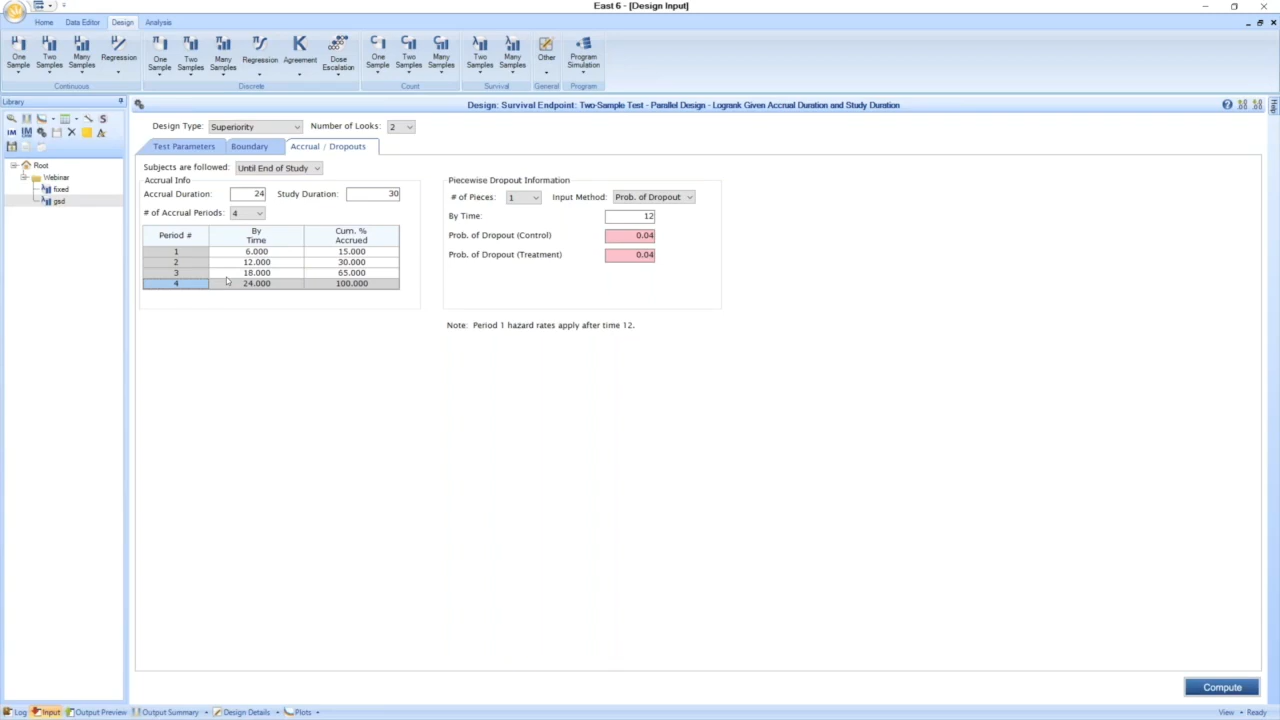 East 6 - [Design Input]
Home Data Editor Design Analysis
One Sample Two Samples Many Samples Regression One Sample Two Samples Many Samples Regression Agreement Dose Escalation One Sample Two Samples Many Samples Two Samples Many Samples Other Program Simulation
Continuous Discrete Count Survival General Program
Library
Design: Survival Endpoint: Two-Sample Test - Parallel Design - Logrank Given Accrual Duration and Study Duration
Help
Design Type: Superiority Number of Looks: 2
Test Parameters Boundary Accrual / Dropouts
Root
Webinar
fixed
gsd
Subjects are followed: Until End of Study
Accrual Info
Accrual Duration: 24 Study Duration: 30
# of Accrual Periods: 4
Period # By Time Cum. % Accrued
1 6.000 15.000
2 12.000 30.000
3 18.000 65.000
4 24.000 100.000
Piecewise Dropout Information
# of Pieces: 1 Input Method: Prob. of Dropout
By Time: 12
Prob. of Dropout (Control) 0.04
Prob. of Dropout (Treatment) 0.04
Note: Period 1 hazard rates apply after time 12.
Compute
Log Input Output Preview Output Summary Design Details Plots View Ready